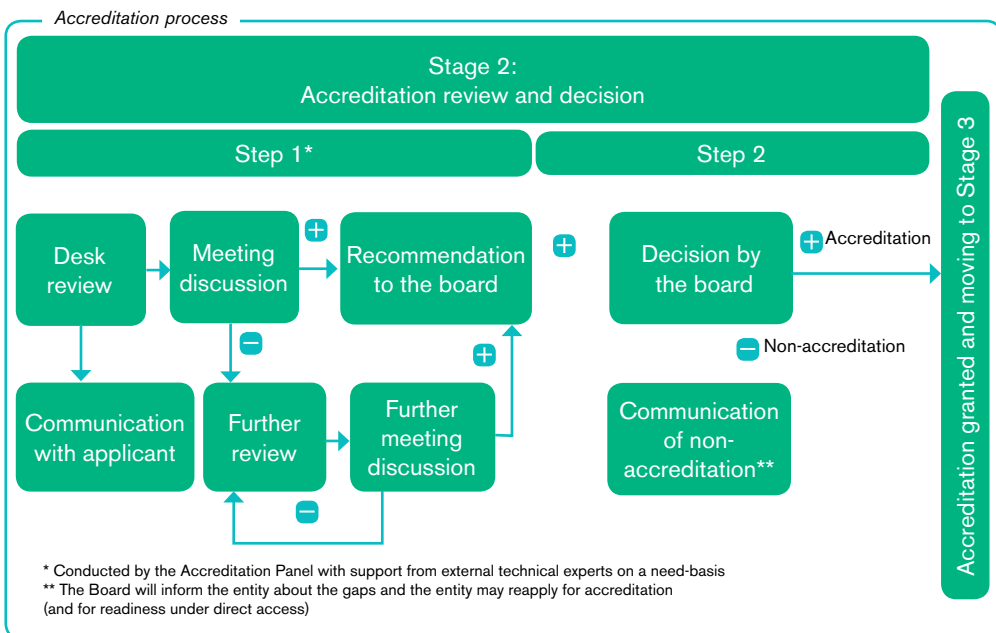 Accreditation process
Stage 2:
Accreditation review and decision
Step 1*
Step 2
Desk
review
Meeting
discussion
+
Recommendation
to the board
+
Decision by
the board
+ Accreditation
− Non-accreditation
−
+
Communication
with applicant
Further
review
Further
meeting
discussion
Communication
of non-
accreditation**
−
Accreditation granted and moving to Stage 3
* Conducted by the Accreditation Panel with support from external technical experts on a need-basis
** The Board will inform the entity about the gaps and the entity may reapply for accreditation
(and for readiness under direct access)